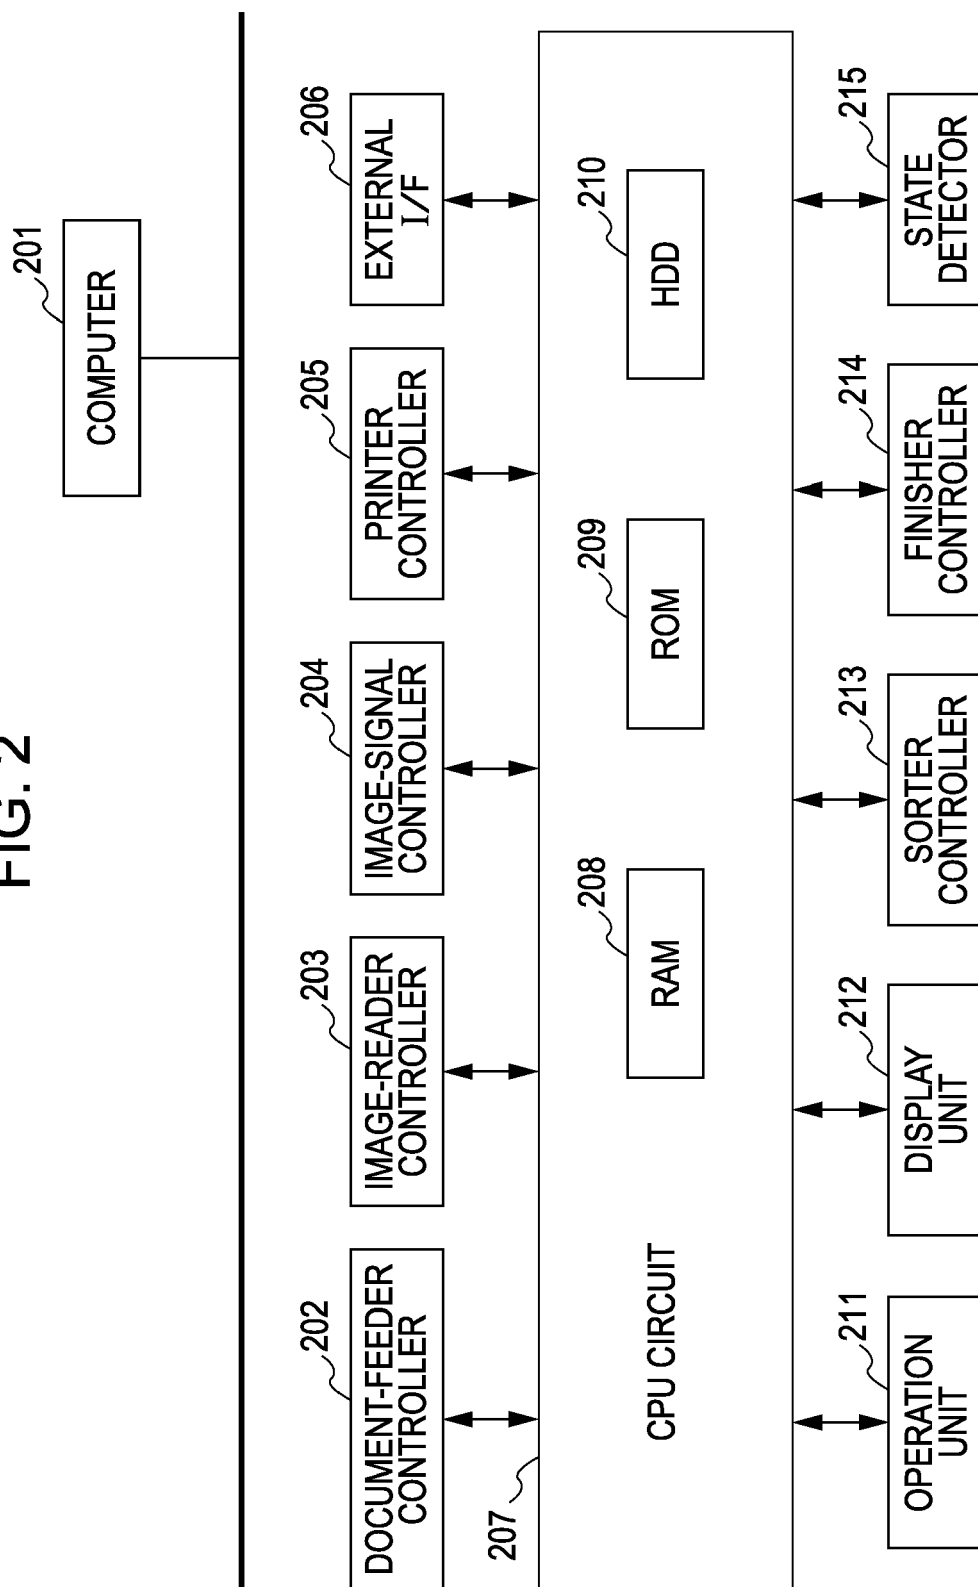 FIG. 2
201
COMPUTER
202
DOCUMENT-FEEDER
CONTROLLER
203
IMAGE-READER
CONTROLLER
204
IMAGE-SIGNAL
CONTROLLER
205
PRINTER
CONTROLLER
206
EXTERNAL
I/F
207
CPU CIRCUIT
208
RAM
209
ROM
210
HDD
211
OPERATION
UNIT
212
DISPLAY
UNIT
213
SORTER
CONTROLLER
214
FINISHER
CONTROLLER
215
STATE
DETECTOR